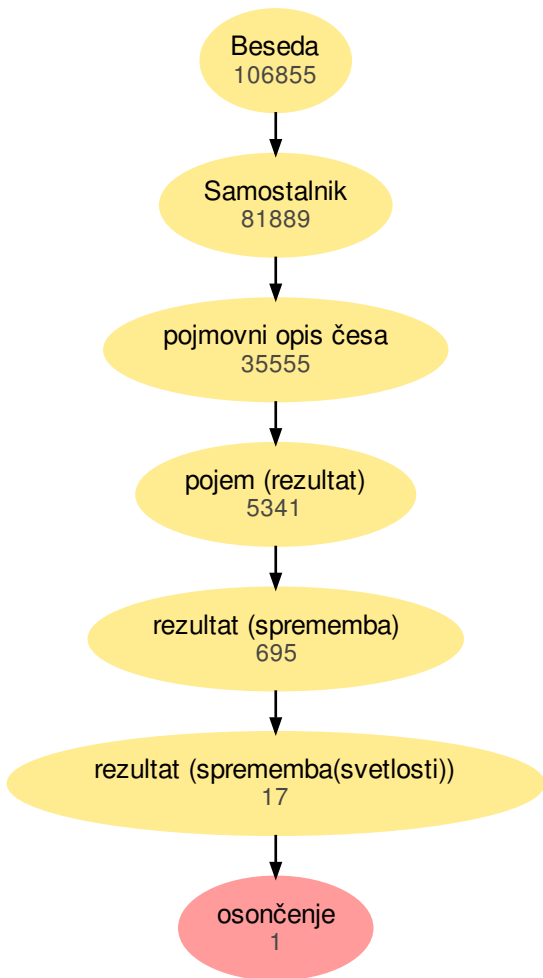 Beseda
106855
Samostalnik
81889
pojmovni opis česa
35555
pojem (rezultat)
5341
rezultat (sprememba)
695
rezultat (sprememba(svetlosti))
17
osončenje
1